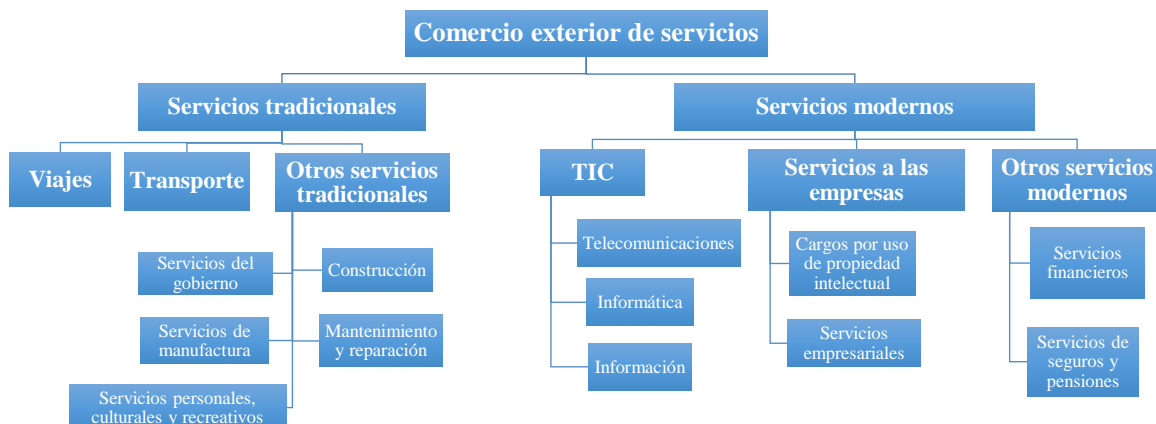 Comercio exterior de servicios
Servicios tradicionales
Servicios modernos
Viajes
Transporte
Otros servicios
tradicionales
TIC
Servicios a las
empresas
Otros servicios
modernos
Servicios del
gobierno
Construcción
Servicios de
manufactura
Mantenimiento
y reparación
Servicios personales,
culturales y recreativos
Telecomunicaciones
Informática
Información
Cargos por uso
de propiedad
intelectual
Servicios
empresariales
Servicios
financieros
Servicios de
seguros y
pensiones